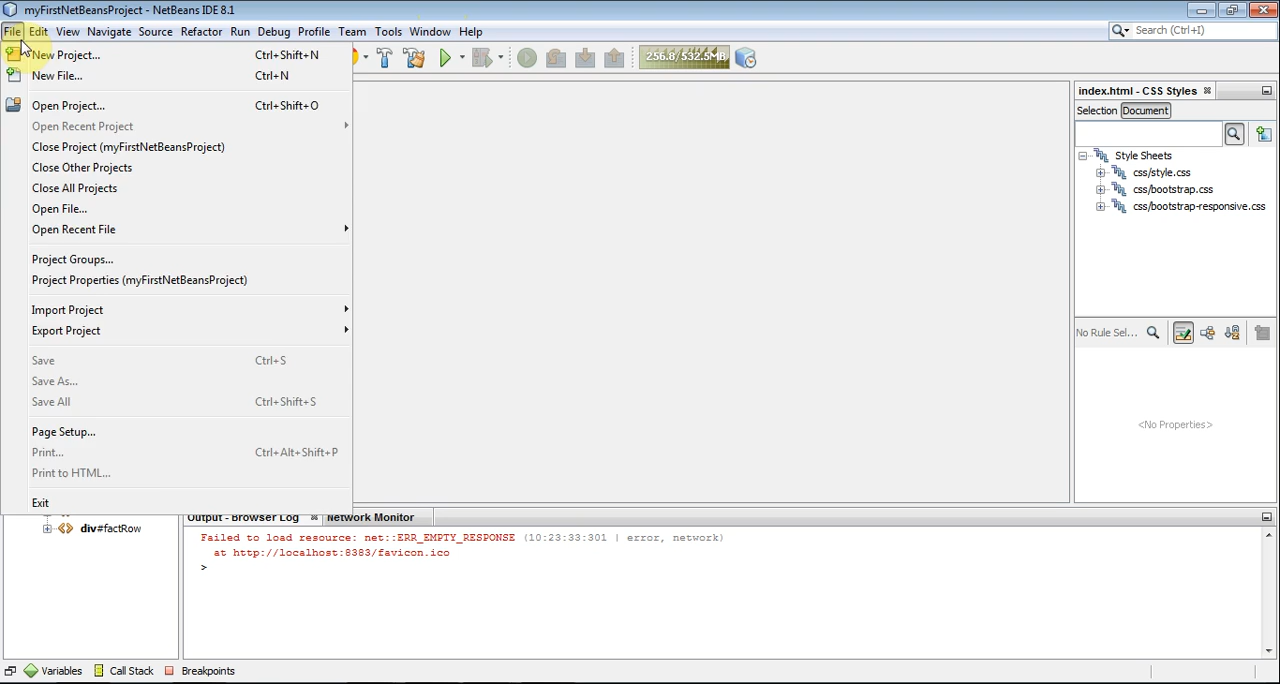 myFirstNetBeansProject - NetBeans IDE 8.1
File Edit View Navigate Source Refactor Run Debug Profile Team Tools Window Help
Search (Ctrl+I)
New Project... Ctrl+Shift+N
New File... Ctrl+N
Open Project... Ctrl+Shift+O
Open Recent Project
Close Project (myFirstNetBeansProject)
Close Other Projects
Close All Projects
Open File...
Open Recent File
Project Groups...
Project Properties (myFirstNetBeansProject)
Import Project
Export Project
Save Ctrl+S
Save As...
Save All Ctrl+Shift+S
Page Setup...
Print... Ctrl+Alt+Shift+P
Print to HTML...
Exit
256.8/532.5MB
index.html - CSS Styles
Selection Document
Style Sheets
css/style.css
css/bootstrap.css
css/bootstrap-responsive.css
No Rule Sel...
<No Properties>
div#factRow
Output - Browser Log Network Monitor
Failed to load resource: net::ERR_EMPTY_RESPONSE (10:23:33:301 | error, network)
at http://localhost:8383/favicon.ico
>
Variables Call Stack Breakpoints